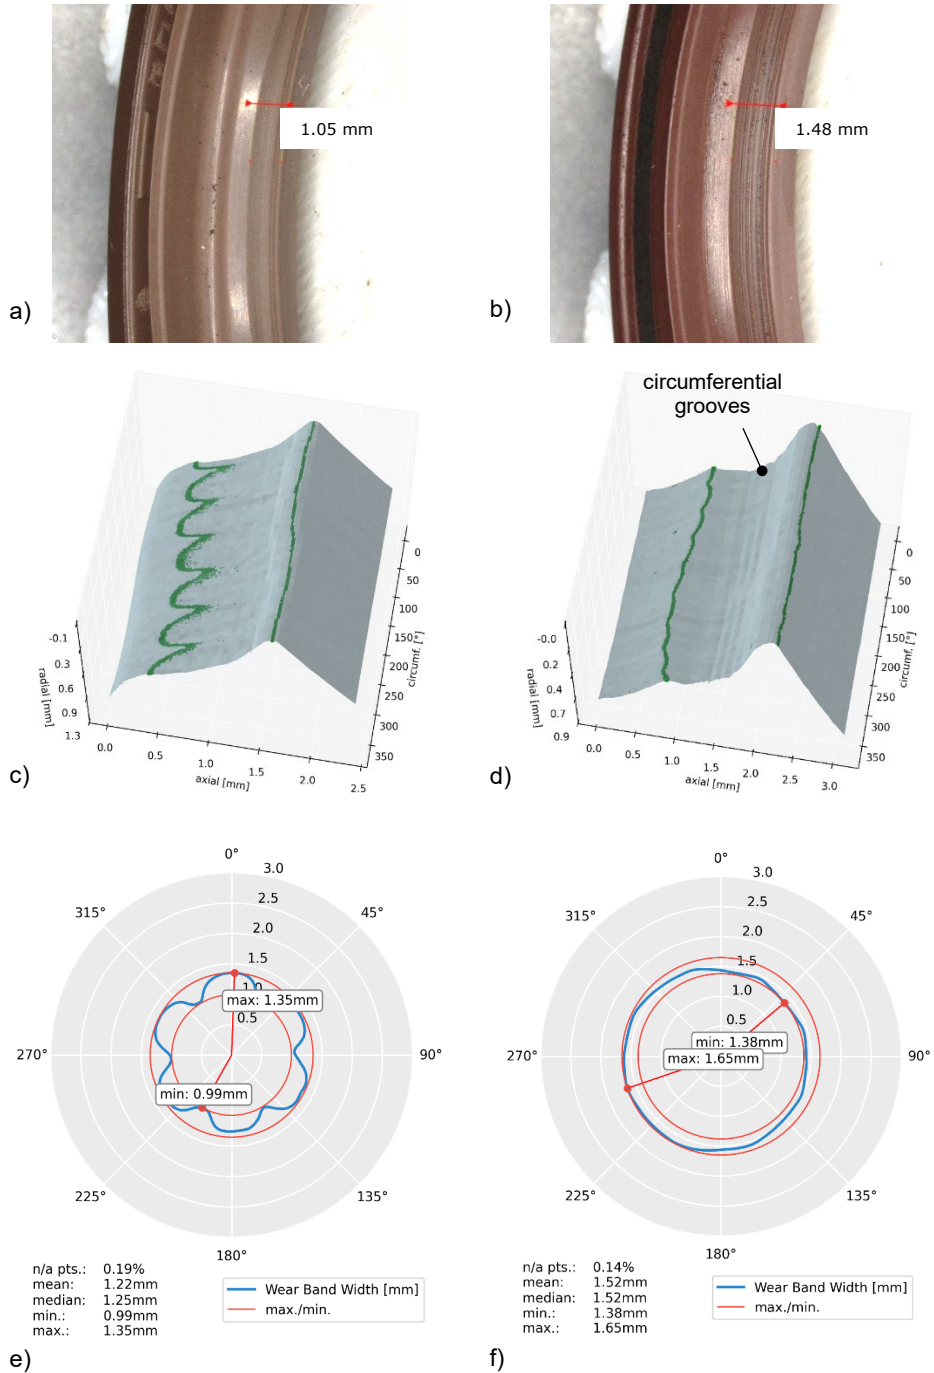 1.05 mm
1.48 mm
a)
b)
circumferential
grooves
-0.1
0.3
0.6
0.9
1.3
radial [mm]
0.0
0.5
1.0
1.5
2.0
2.5
axial [mm]
0
50
100
150
200
250
300
350
circumf. [°]
c)
-0.0
0.2
0.4
0.7
0.9
radial [mm]
0.0
0.5
1.0
1.5
2.0
2.5
3.0
axial [mm]
0
50
100
150
200
250
300
350
circumf. [°]
d)
0°
45°
90°
135°
180°
225°
270°
315°
3.0
2.5
2.0
1.5
1.0
0.5
max: 1.35mm
min: 0.99mm
n/a pts.: 0.19%
mean: 1.22mm
median: 1.25mm
min.: 0.99mm
max.: 1.35mm
Wear Band Width [mm]
max./min.
e)
0°
45°
90°
135°
180°
225°
270°
315°
3.0
2.5
2.0
1.5
1.0
0.5
min: 1.38mm
max: 1.65mm
n/a pts.: 0.14%
mean: 1.52mm
median: 1.52mm
min.: 1.38mm
max.: 1.65mm
Wear Band Width [mm]
max./min.
f)